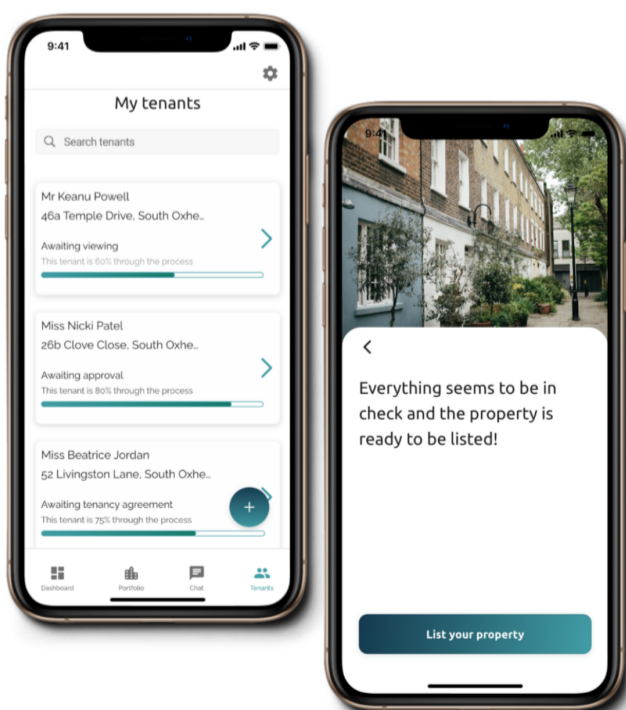 9:41
My tenants
Search tenants
Mr Keanu Powell
46a Temple Drive, South Oxhe..
Awaiting viewing
This tenant is 60% through the process
Miss Nicki Patel
26b Clove Close, South Oxhe..
Awaiting approval
This tenant is 80% through the process
Miss Beatrice Jordan
52 Livingston Lane, South Oxhe..
Awaiting tenancy agreement
This tenant is 75% through the process
+
Dashboard
Portfolio
Chat
Tenants
9:41
Everything seems to be in
check and the property is
ready to be listed!
List your property